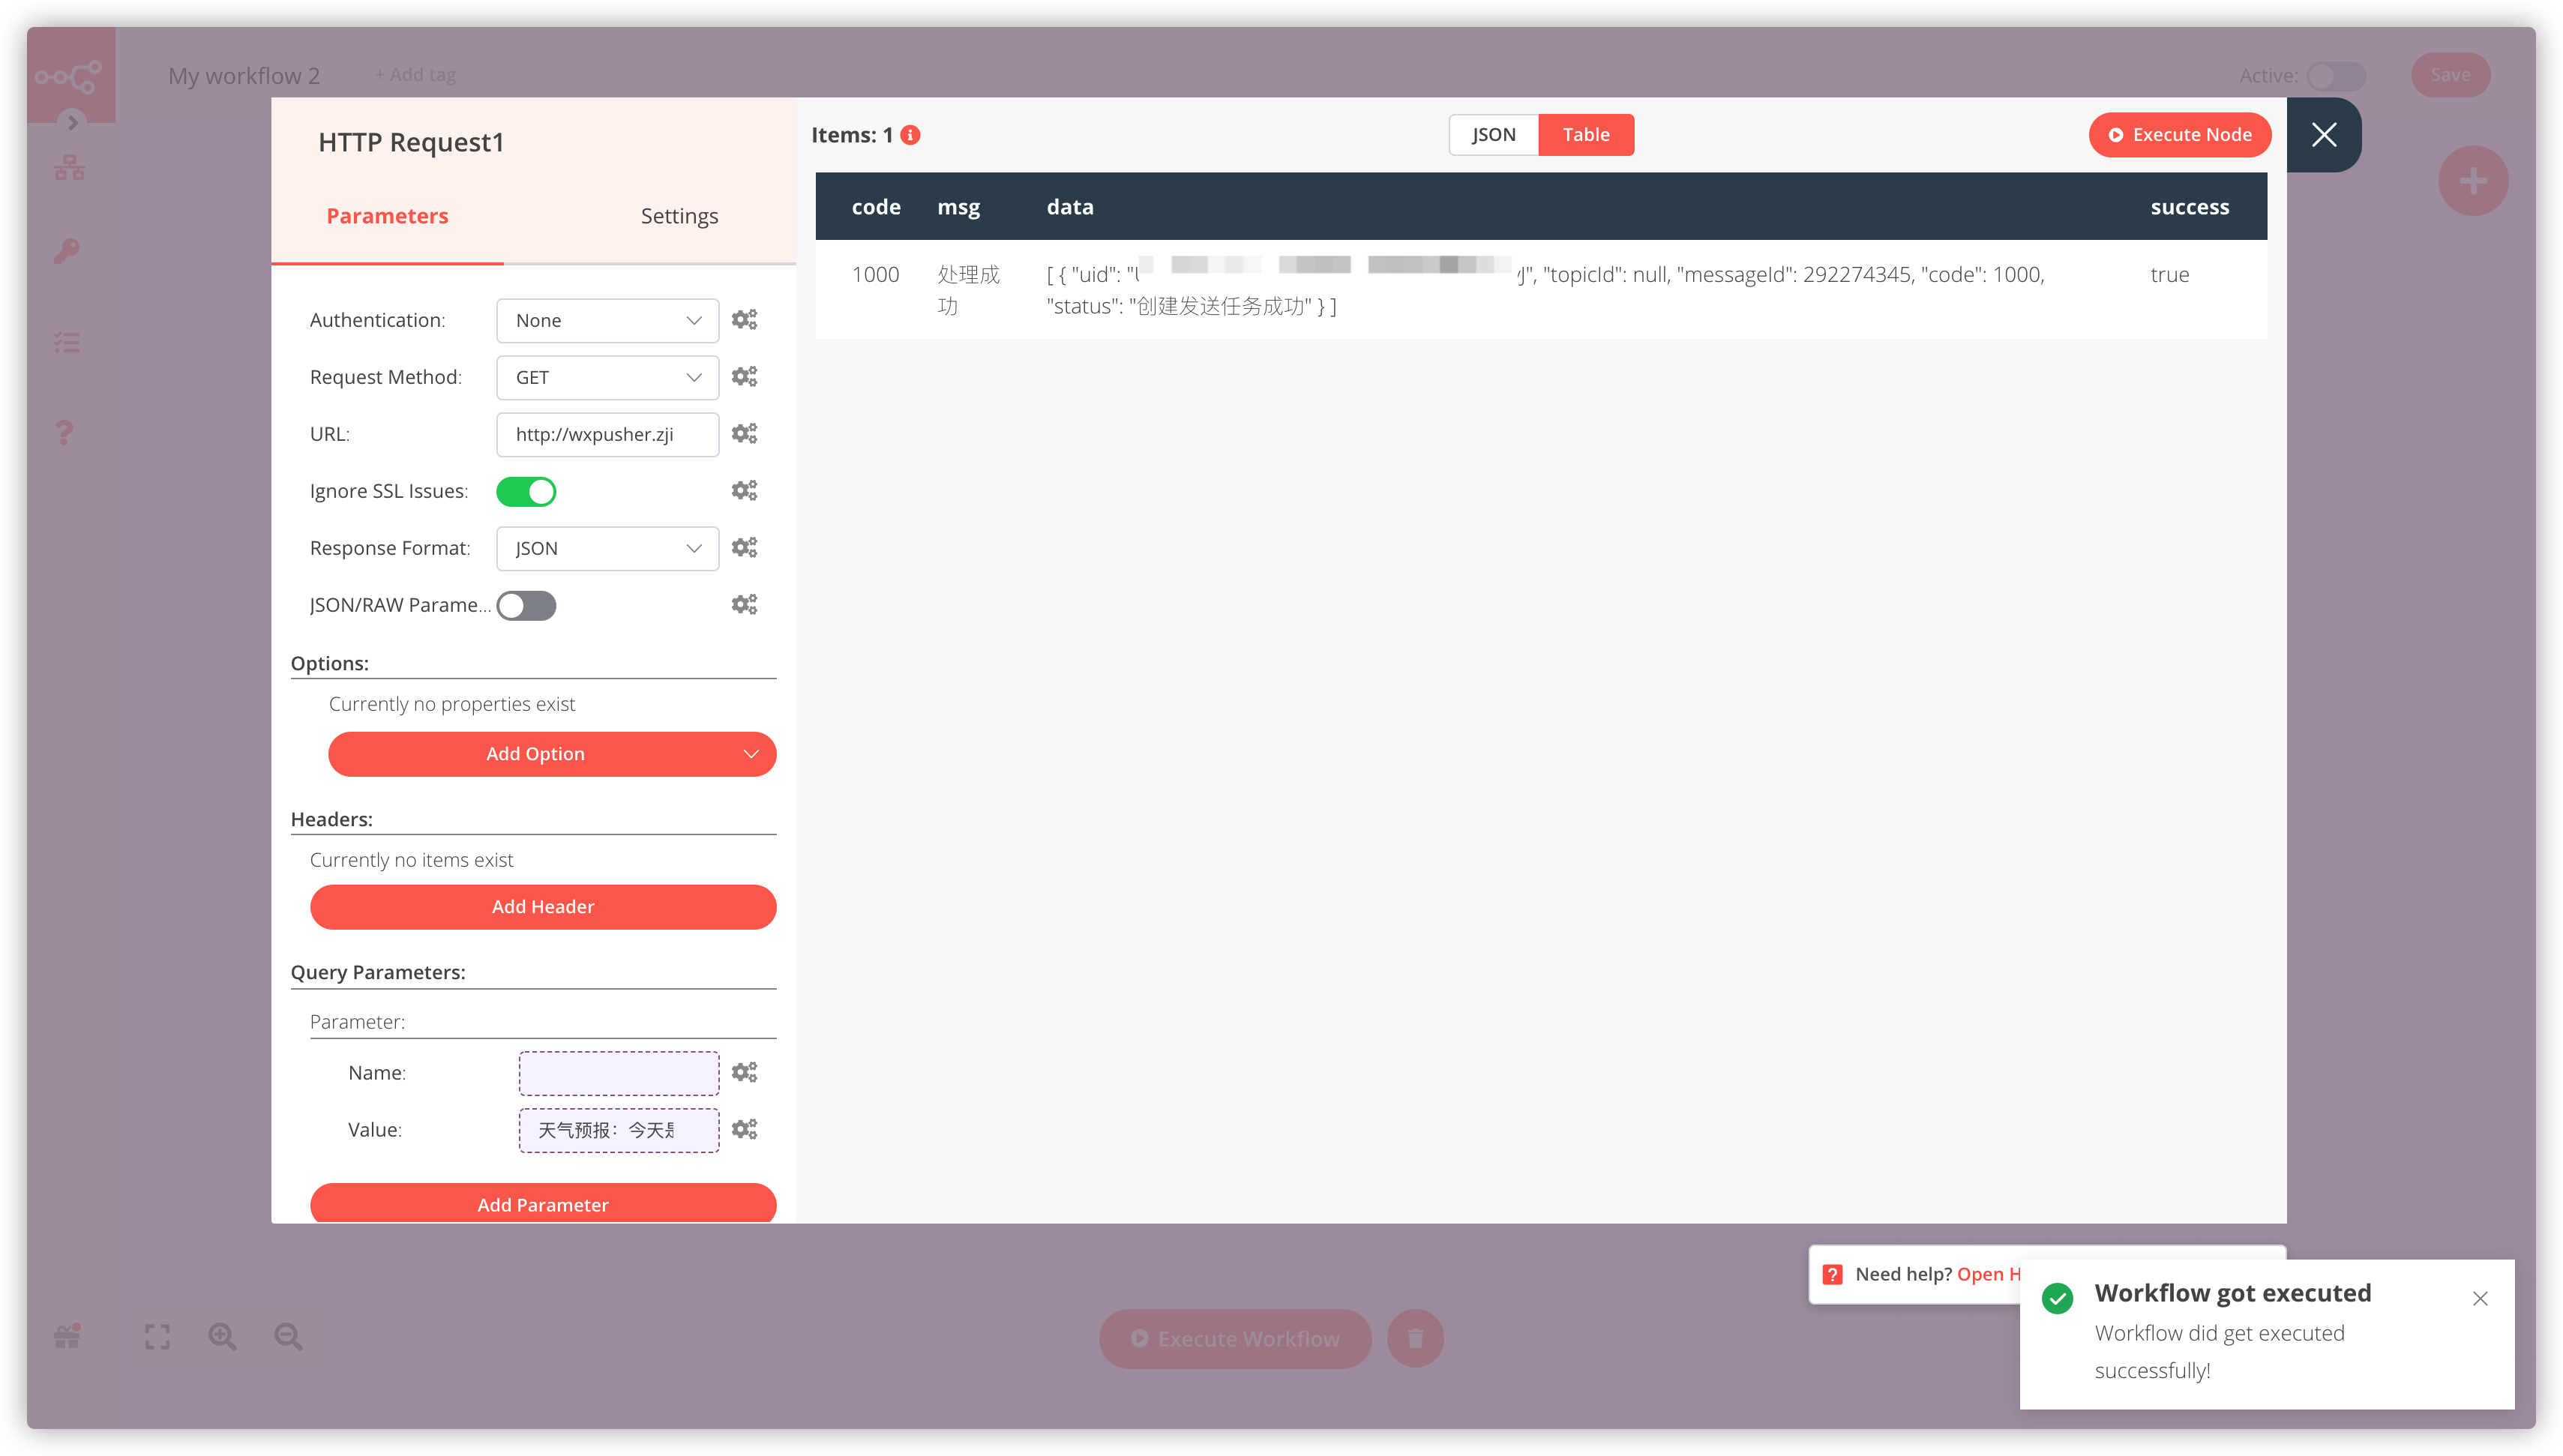 My workflow 2
+ Add tag
Active:
Save
HTTP Request1
Parameters
Settings
Authentication:
None
Request Method:
GET
URL:
http://wxpusher.zji
Ignore SSL Issues:
Response Format:
JSON
JSON/RAW Parame...
Options:
Currently no properties exist
Add Option
Headers:
Currently no items exist
Add Header
Query Parameters:
Parameter:
Name:
Value:
天气预报：今天
Add Parameter
Items: 1
JSON
Table
Execute Node
code
msg
data
success
1000
处理成
功
[ { "uid": "U J", "topicId": null, "messageId": 292274345, "code": 1000,
"status": "创建发送任务成功" } ]
true
Need help? Open H
Execute Workflow
Workflow got executed
Workflow did get executed
successfully!